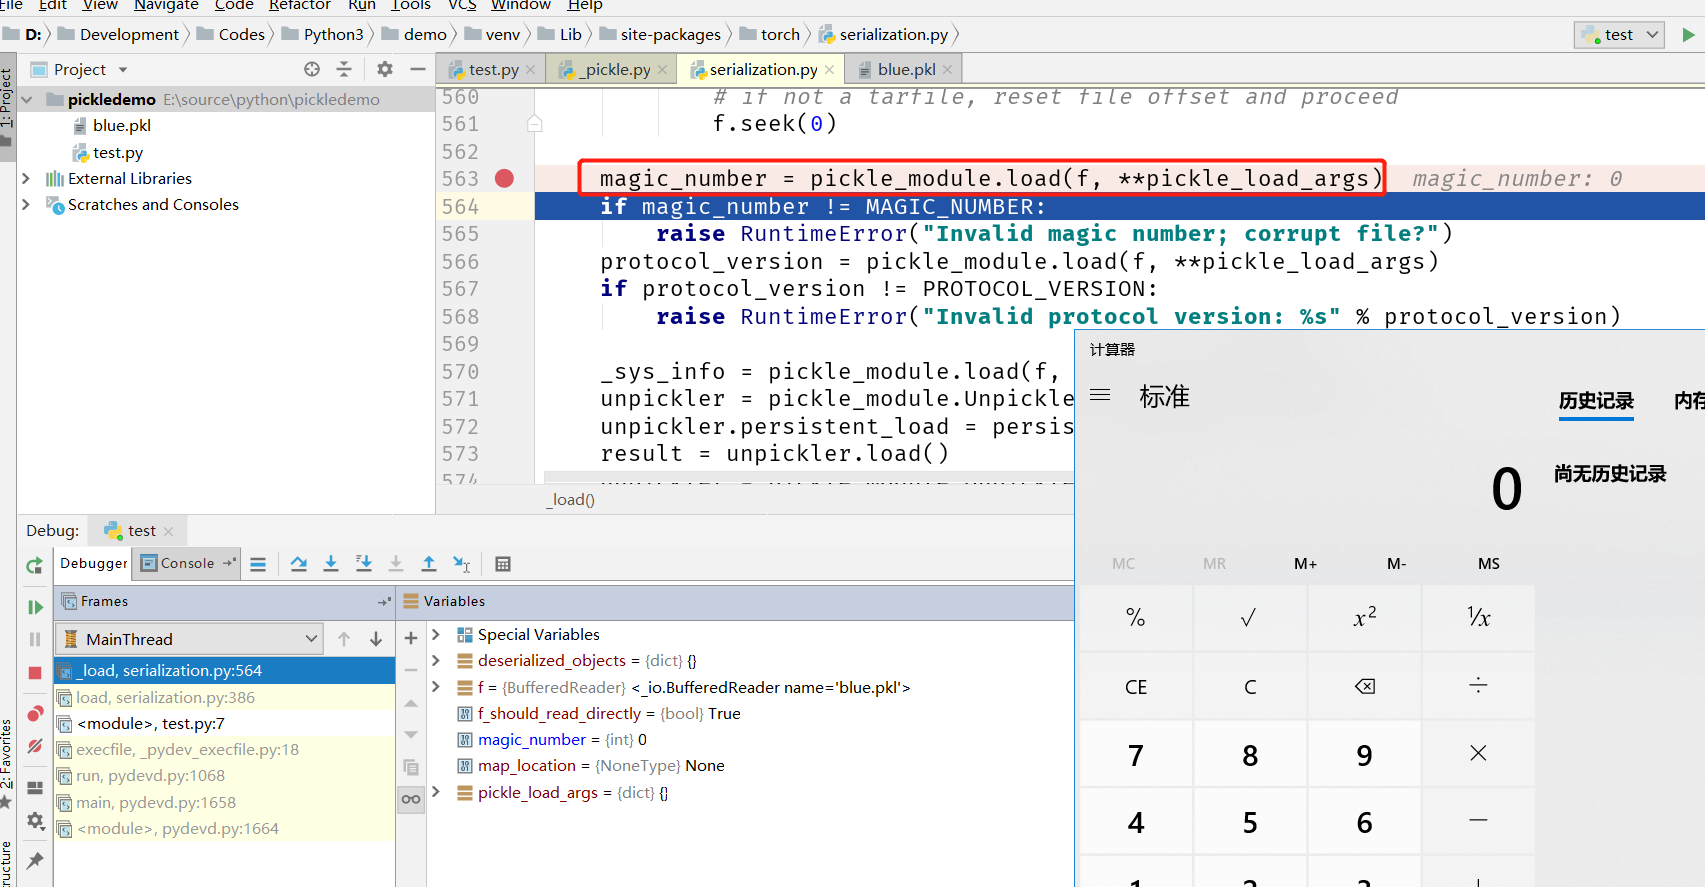 File Edit View Navigate Code Refactor Run Tools VCS Window Help
D: Development Codes Python3 demo venv Lib site-packages torch serialization.py test
1: Project
Project
test.py _pickle.py serialization.py blue.pkl
pickledemo E:\source\python\pickledemo
blue.pkl
test.py
External Libraries
Scratches and Consoles
560 # if not a tarfile, reset file offset and proceed
561 f.seek(0)
562
563 magic_number = pickle_module.load(f, **pickle_load_args) magic_number: 0
564 if magic_number != MAGIC_NUMBER:
565 raise RuntimeError("Invalid magic number; corrupt file?")
566 protocol_version = pickle_module.load(f, **pickle_load_args)
567 if protocol_version != PROTOCOL_VERSION:
568 raise RuntimeError("Invalid protocol version: %s" % protocol_version)
569
570 _sys_info = pickle_module.load(f,
571 unpickler = pickle_module.Unpickle
572 unpickler.persistent_load = persis
573 result = unpickler.load()
574
_load()
Debug: test
Debugger Console
Frames
MainThread
_load, serialization.py:564
load, serialization.py:386
<module>, test.py:7
execfile, _pydev_execfile.py:18
run, pydevd.py:1068
main, pydevd.py:1658
<module>, pydevd.py:1664
2: Favorites
Variables
Special Variables
deserialized_objects = {dict} {}
f = {BufferedReader} <_io.BufferedReader name='blue.pkl'>
f_should_read_directly = {bool} True
magic_number = {int} 0
map_location = {NoneType} None
pickle_load_args = {dict} {}
计算器
标准
历史记录 内存
0
尚无历史记录
MC MR M+ M- MS
% √ x² ¹/x
CE C ⌫ ÷
7 8 9 ×
4 5 6 −
1 2 3 +